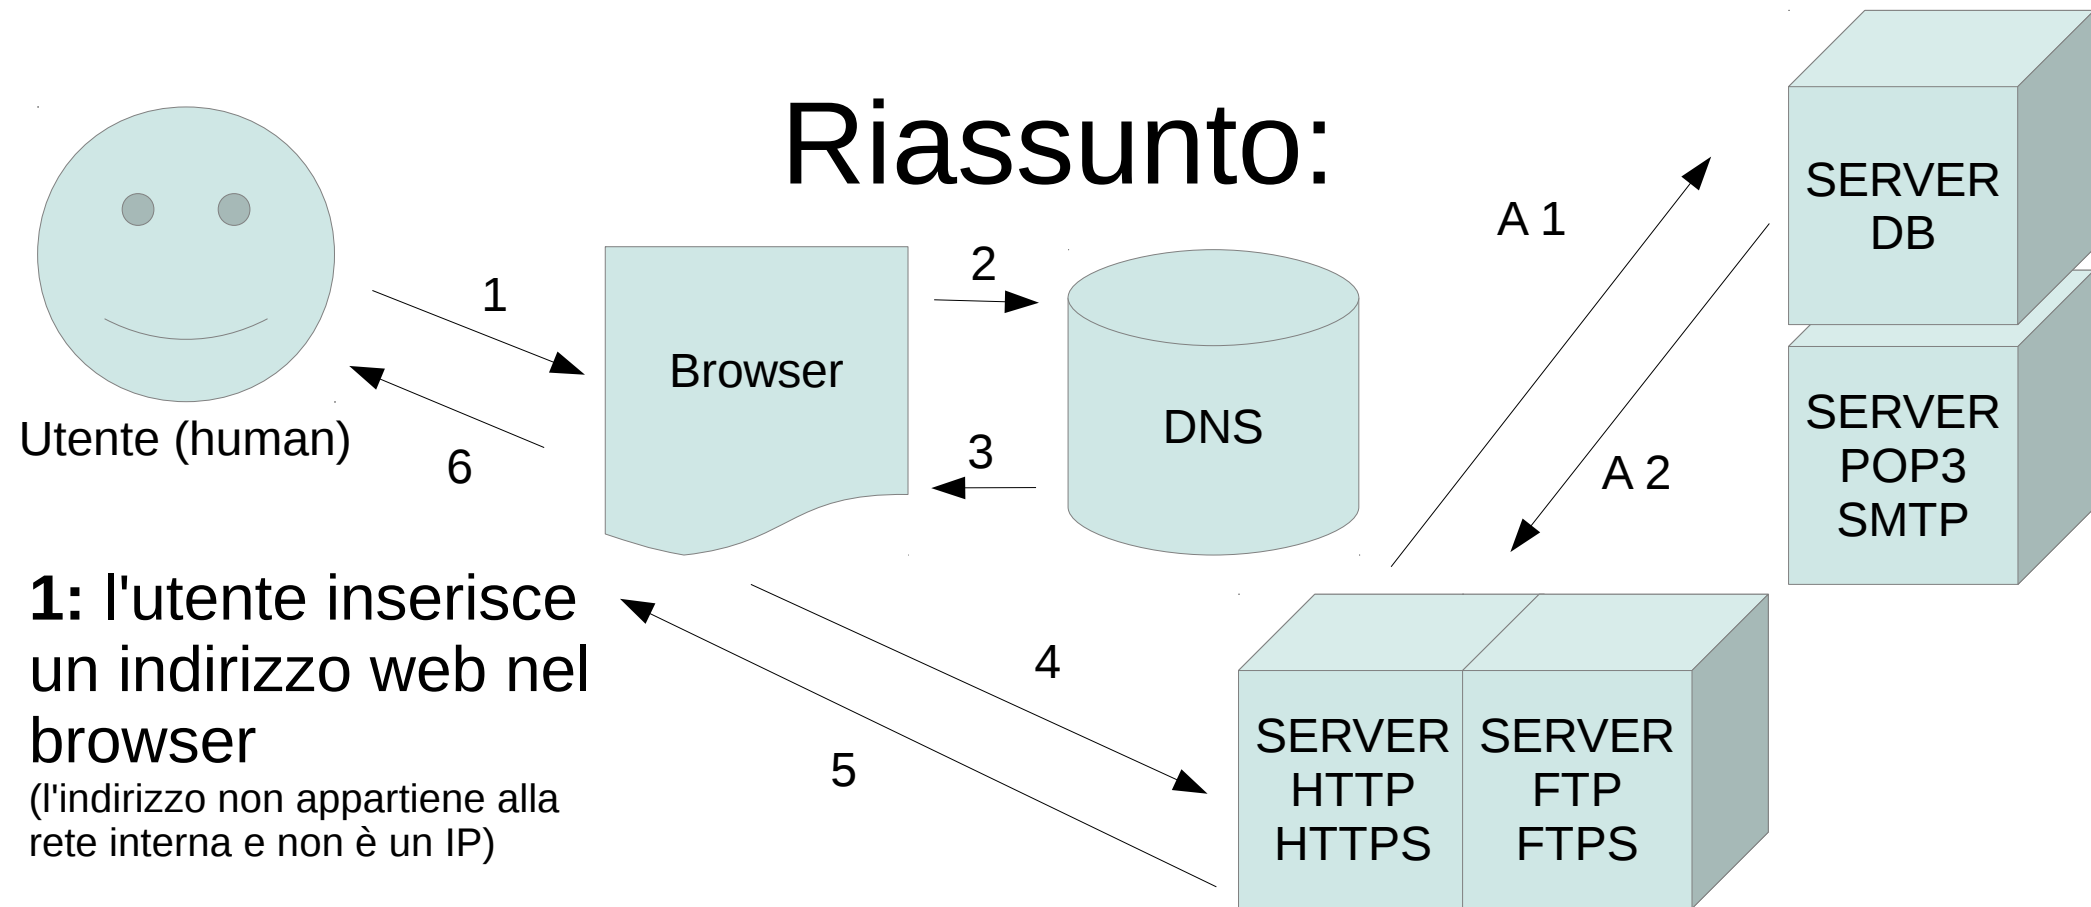 Riassunto:
Utente (human)
1
6
Browser
2
3
DNS
A 1
A 2
SERVER
DB
SERVER
POP3
SMTP
1: l'utente inserisce
un indirizzo web nel
browser
(l'indirizzo non appartiene alla
rete interna e non è un IP)
4
5
SERVER
HTTP
HTTPS
SERVER
FTP
FTPS